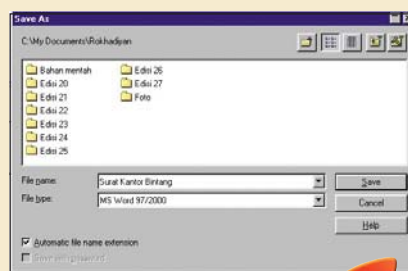 Save As
C:\My Documents\Rokhadiyan
Bahan mentah
Edisi 20
Edisi 21
Edisi 22
Edisi 23
Edisi 24
Edisi 25
Edisi 26
Edisi 27
Foto
File name:
Surat Kantor Bintang
Save
File type:
MS Word 97/2000
Cancel
Help
Automatic file name extension